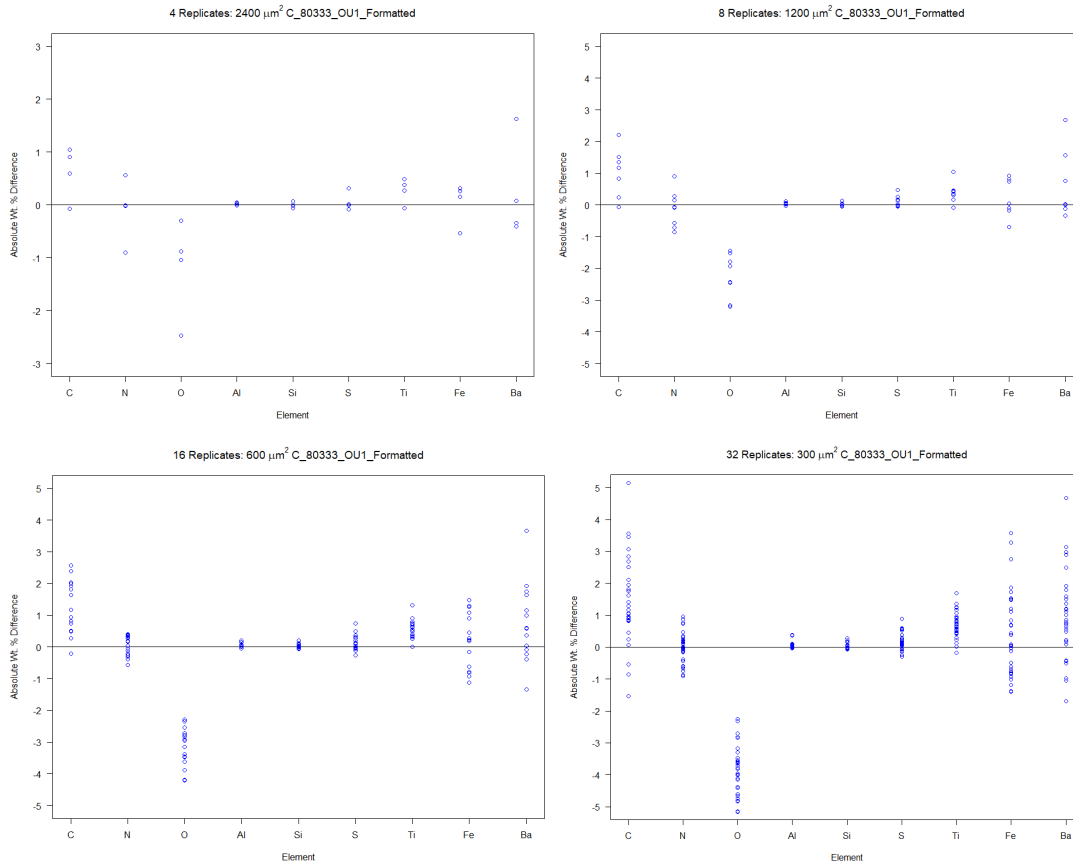 4 Replicates: 2400 μm² C_80333_OU1_Formatted
Absolute Wt. % Difference
3
2
1
0
-1
-2
-3
C N O Al Si S Ti Fe Ba
Element
8 Replicates: 1200 μm² C_80333_OU1_Formatted
Absolute Wt. % Difference
5
4
3
2
1
0
-1
-2
-3
-4
-5
C N O Al Si S Ti Fe Ba
Element
16 Replicates: 600 μm² C_80333_OU1_Formatted
Absolute Wt. % Difference
5
4
3
2
1
0
-1
-2
-3
-4
-5
C N O Al Si S Ti Fe Ba
Element
32 Replicates: 300 μm² C_80333_OU1_Formatted
Absolute Wt. % Difference
5
4
3
2
1
0
-1
-2
-3
-4
-5
C N O Al Si S Ti Fe Ba
Element